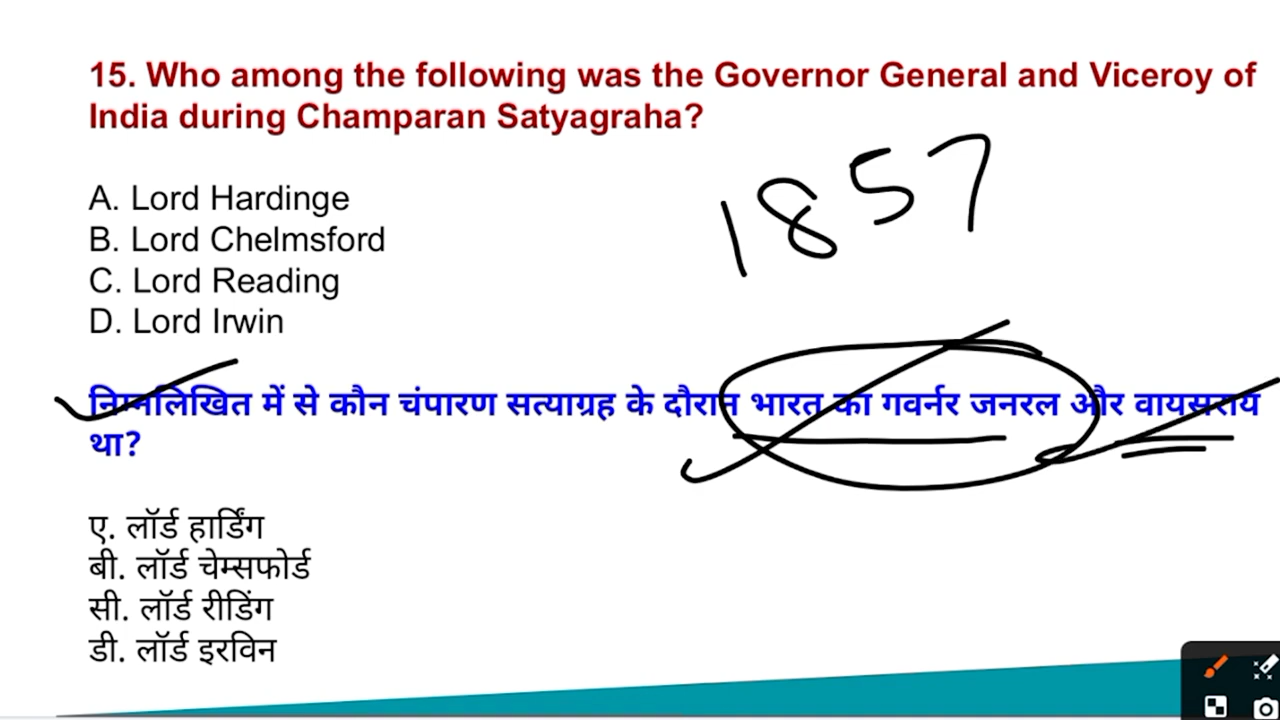 15. Who among the following was the Governor General and Viceroy of
India during Champaran Satyagraha?
A. Lord Hardinge
B. Lord Chelmsford
C. Lord Reading
D. Lord Irwin
1857
निम्नलिखित में से कौन चंपारण सत्याग्रह के दौरान भारत का गवर्नर जनरल और वायसराय
था?
ए. लॉर्ड हार्डिंग
बी. लॉर्ड चेम्सफोर्ड
सी. लॉर्ड रीडिंग
डी. लॉर्ड इरविन